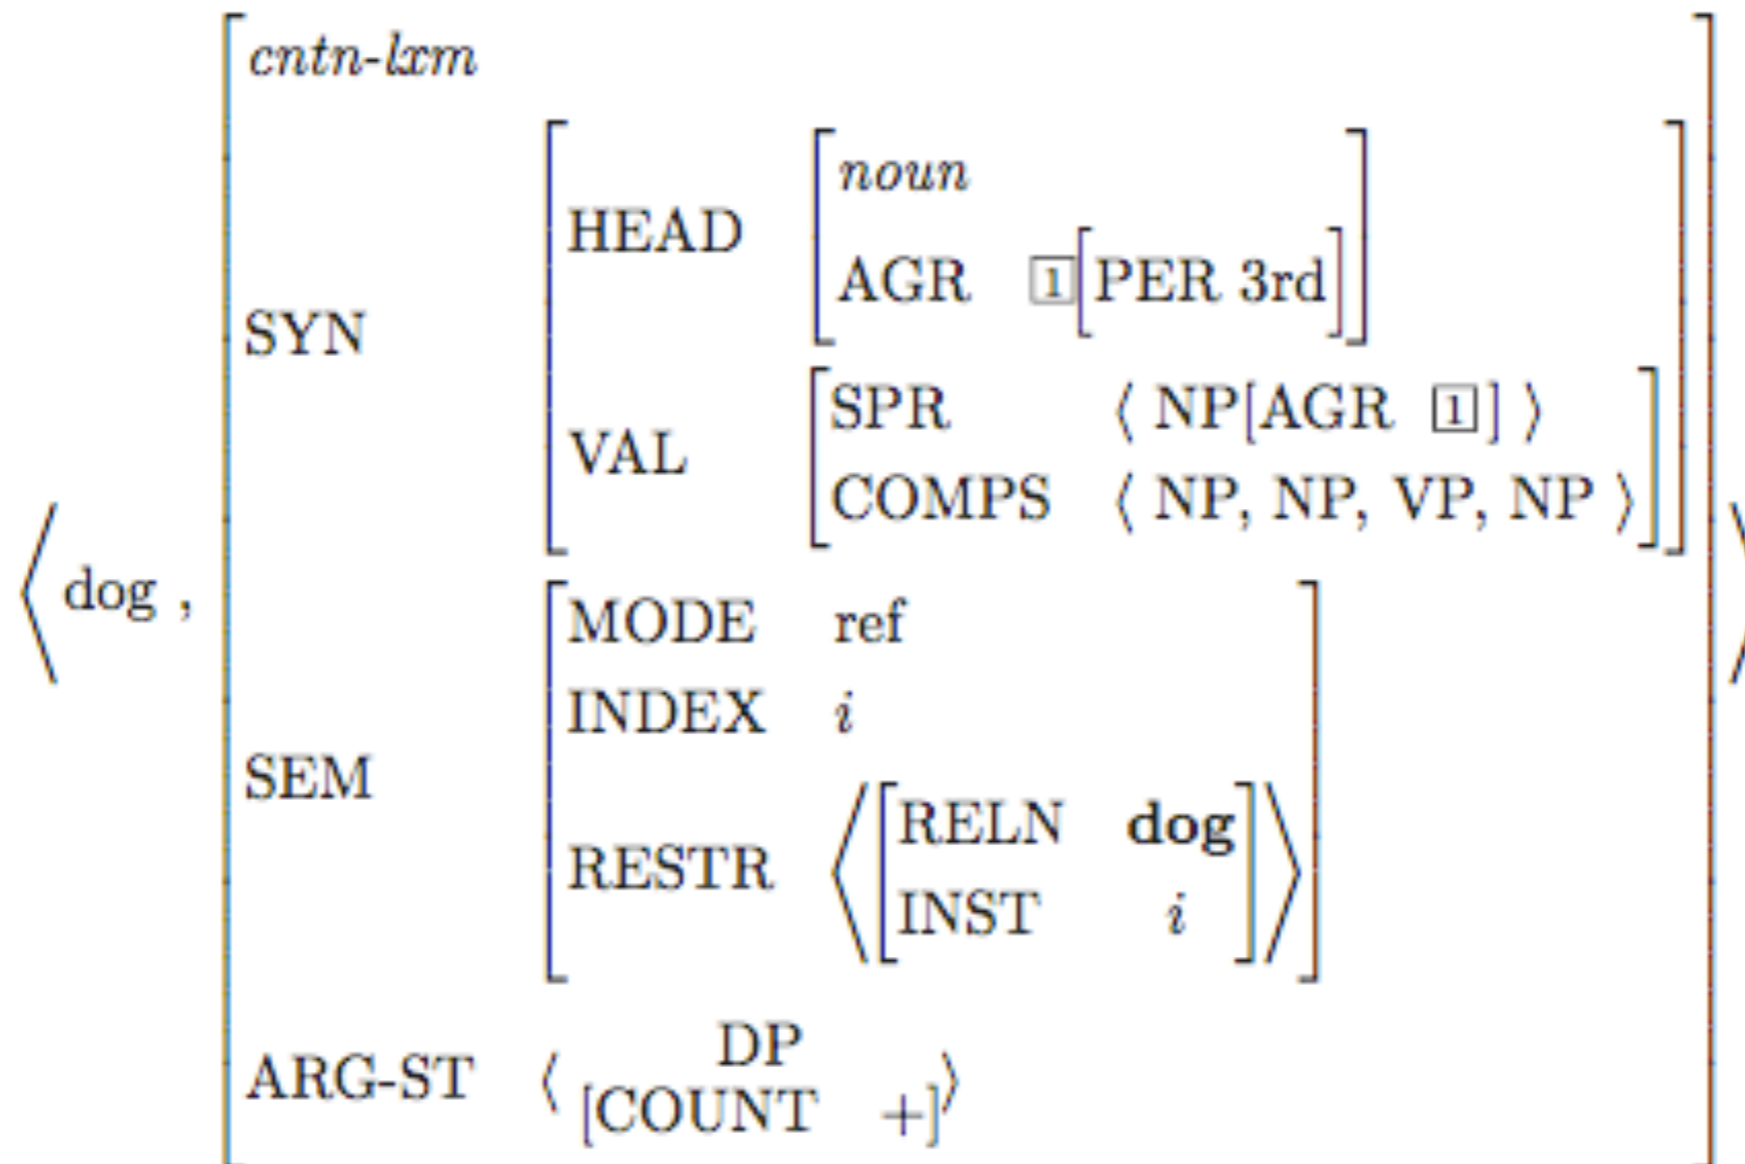 cntn-lxm
noun
HEAD
AGR 1[PER 3rd]
SYN
SPR ⟨ NP[AGR 1] ⟩
VAL
COMPS ⟨ NP, NP, VP, NP ⟩
⟨ dog ,
MODE ref
INDEX i
SEM
RELN dog
RESTR
INST i
DP
ARG-ST
[COUNT +]